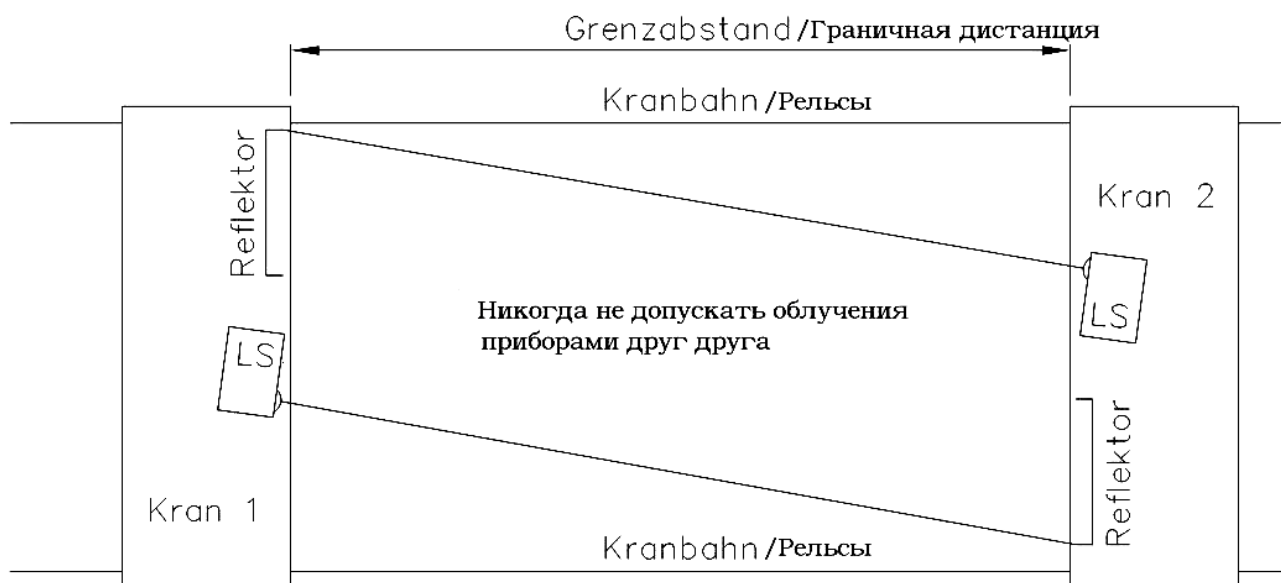 Grenzabstand /Граничная дистанция
Kranbahn /Рельсы
Reflektor
Kran 2
Никогда не допускать облучения
приборами друг друга
LS
LS
Reflektor
Kran 1
Kranbahn /Рельсы